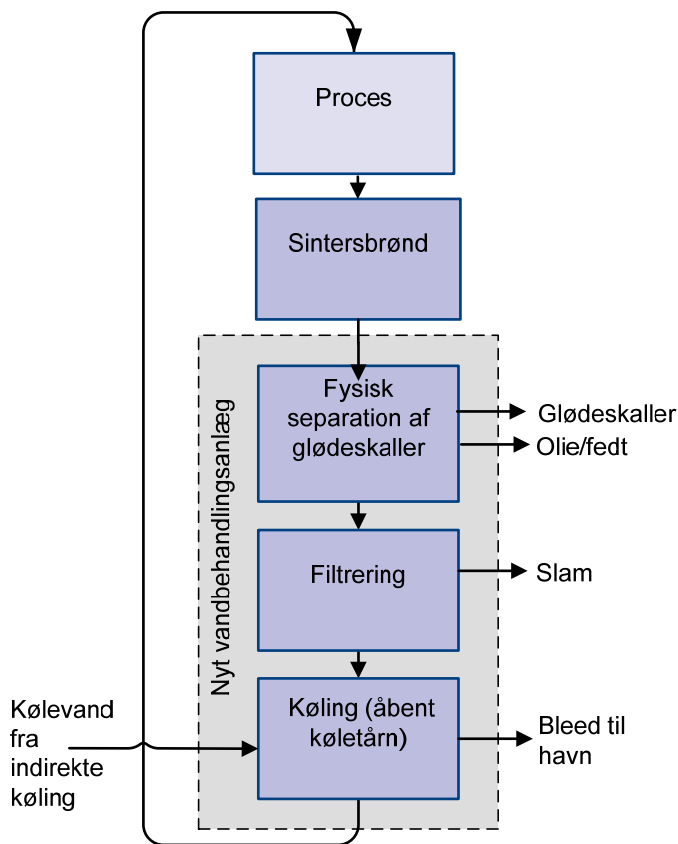 Proces
Sintersbrønd
Nyt vandbehandlingsanlæg
Fysisk
separation af
glødeskaller
Glødeskaller
Olie/fedt
Filtrering
Slam
Kølevand
fra
indirekte
køling
Køling (åbent
køletårn)
Bleed til
havn